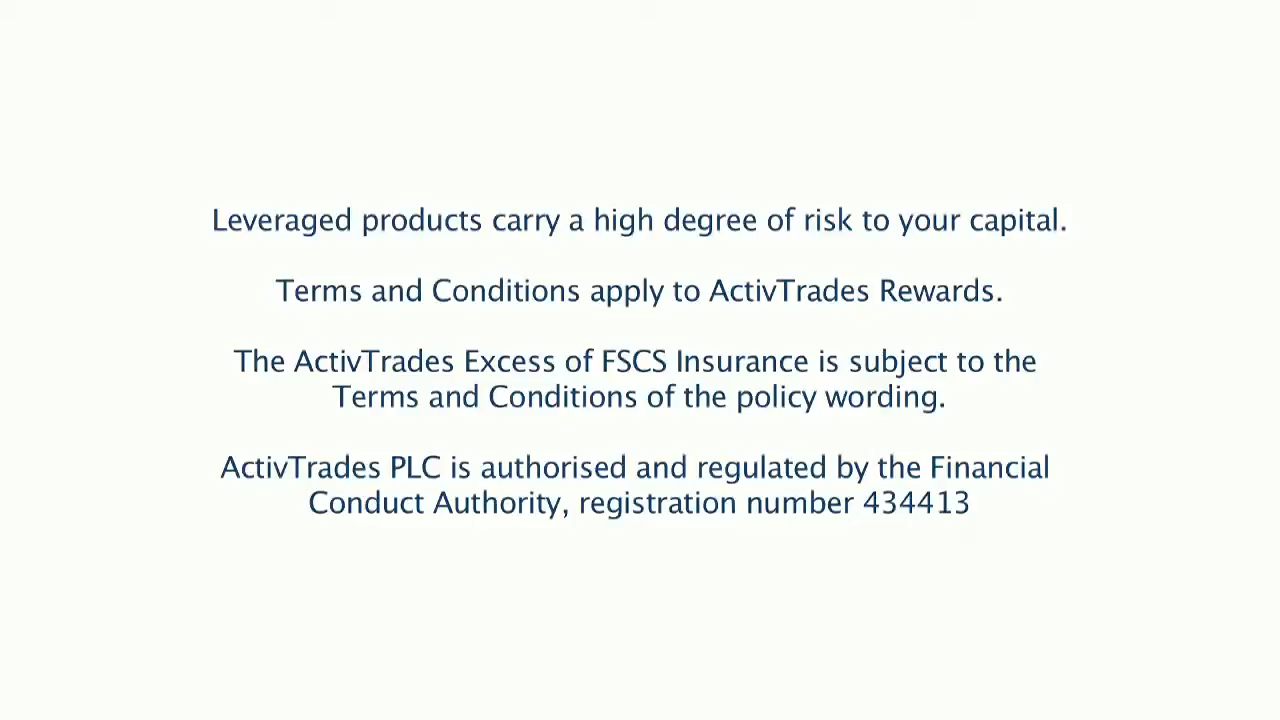 Leveraged products carry a high degree of risk to your capital.
Terms and Conditions apply to ActivTrades Rewards.
The ActivTrades Excess of FSCS Insurance is subject to the
Terms and Conditions of the policy wording.
ActivTrades PLC is authorised and regulated by the Financial
Conduct Authority, registration number 434413